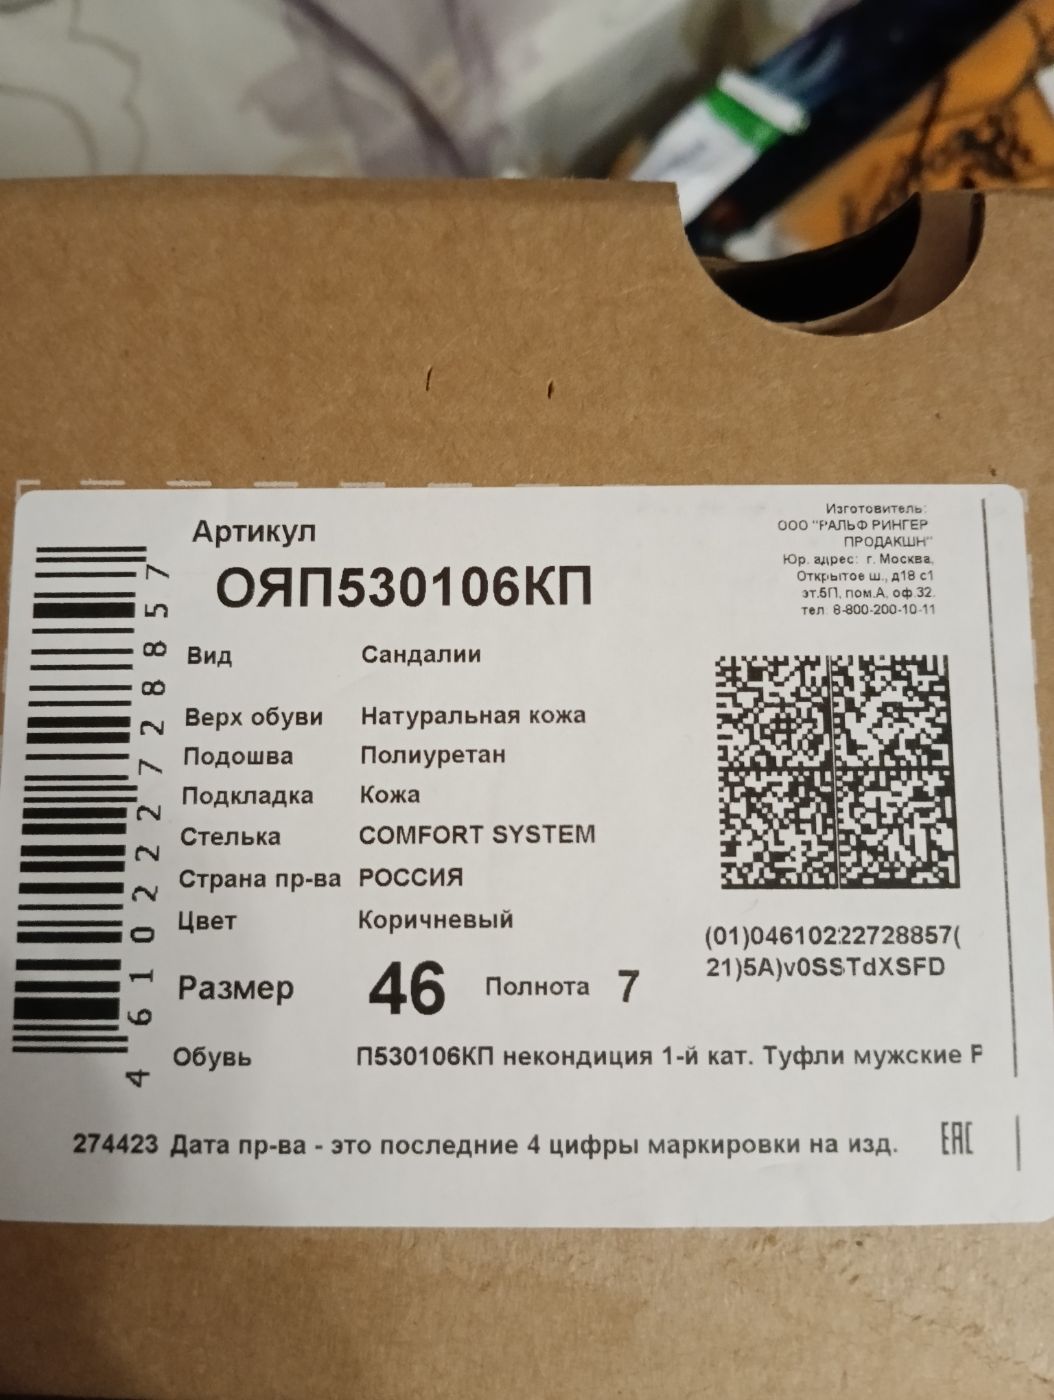 Артикул
ОЯП530106КП
Изготовитель:
ООО "РАЛЬФ РИНГЕР
ПРОДАКШН"
Юр. адрес: г. Москва,
Открытое ш., д18 с1
эт.5П, пом.А, оф.32.
тел: 8-800-200-10-11
Вид Сандалии
Верх обуви Натуральная кожа
Подошва Полиуретан
Подкладка Кожа
Стелька COMFORT SYSTEM
Страна пр-ва РОССИЯ
Цвет Коричневый
Размер 46 Полнота 7
(01)04610222728857(
21)5A)v0SSTdXSFD
Обувь П530106КП некондиция 1-й кат. Туфли мужские Р
274423 Дата пр-ва - это последние 4 цифры маркировки на изд. ЕАС
4610222728857